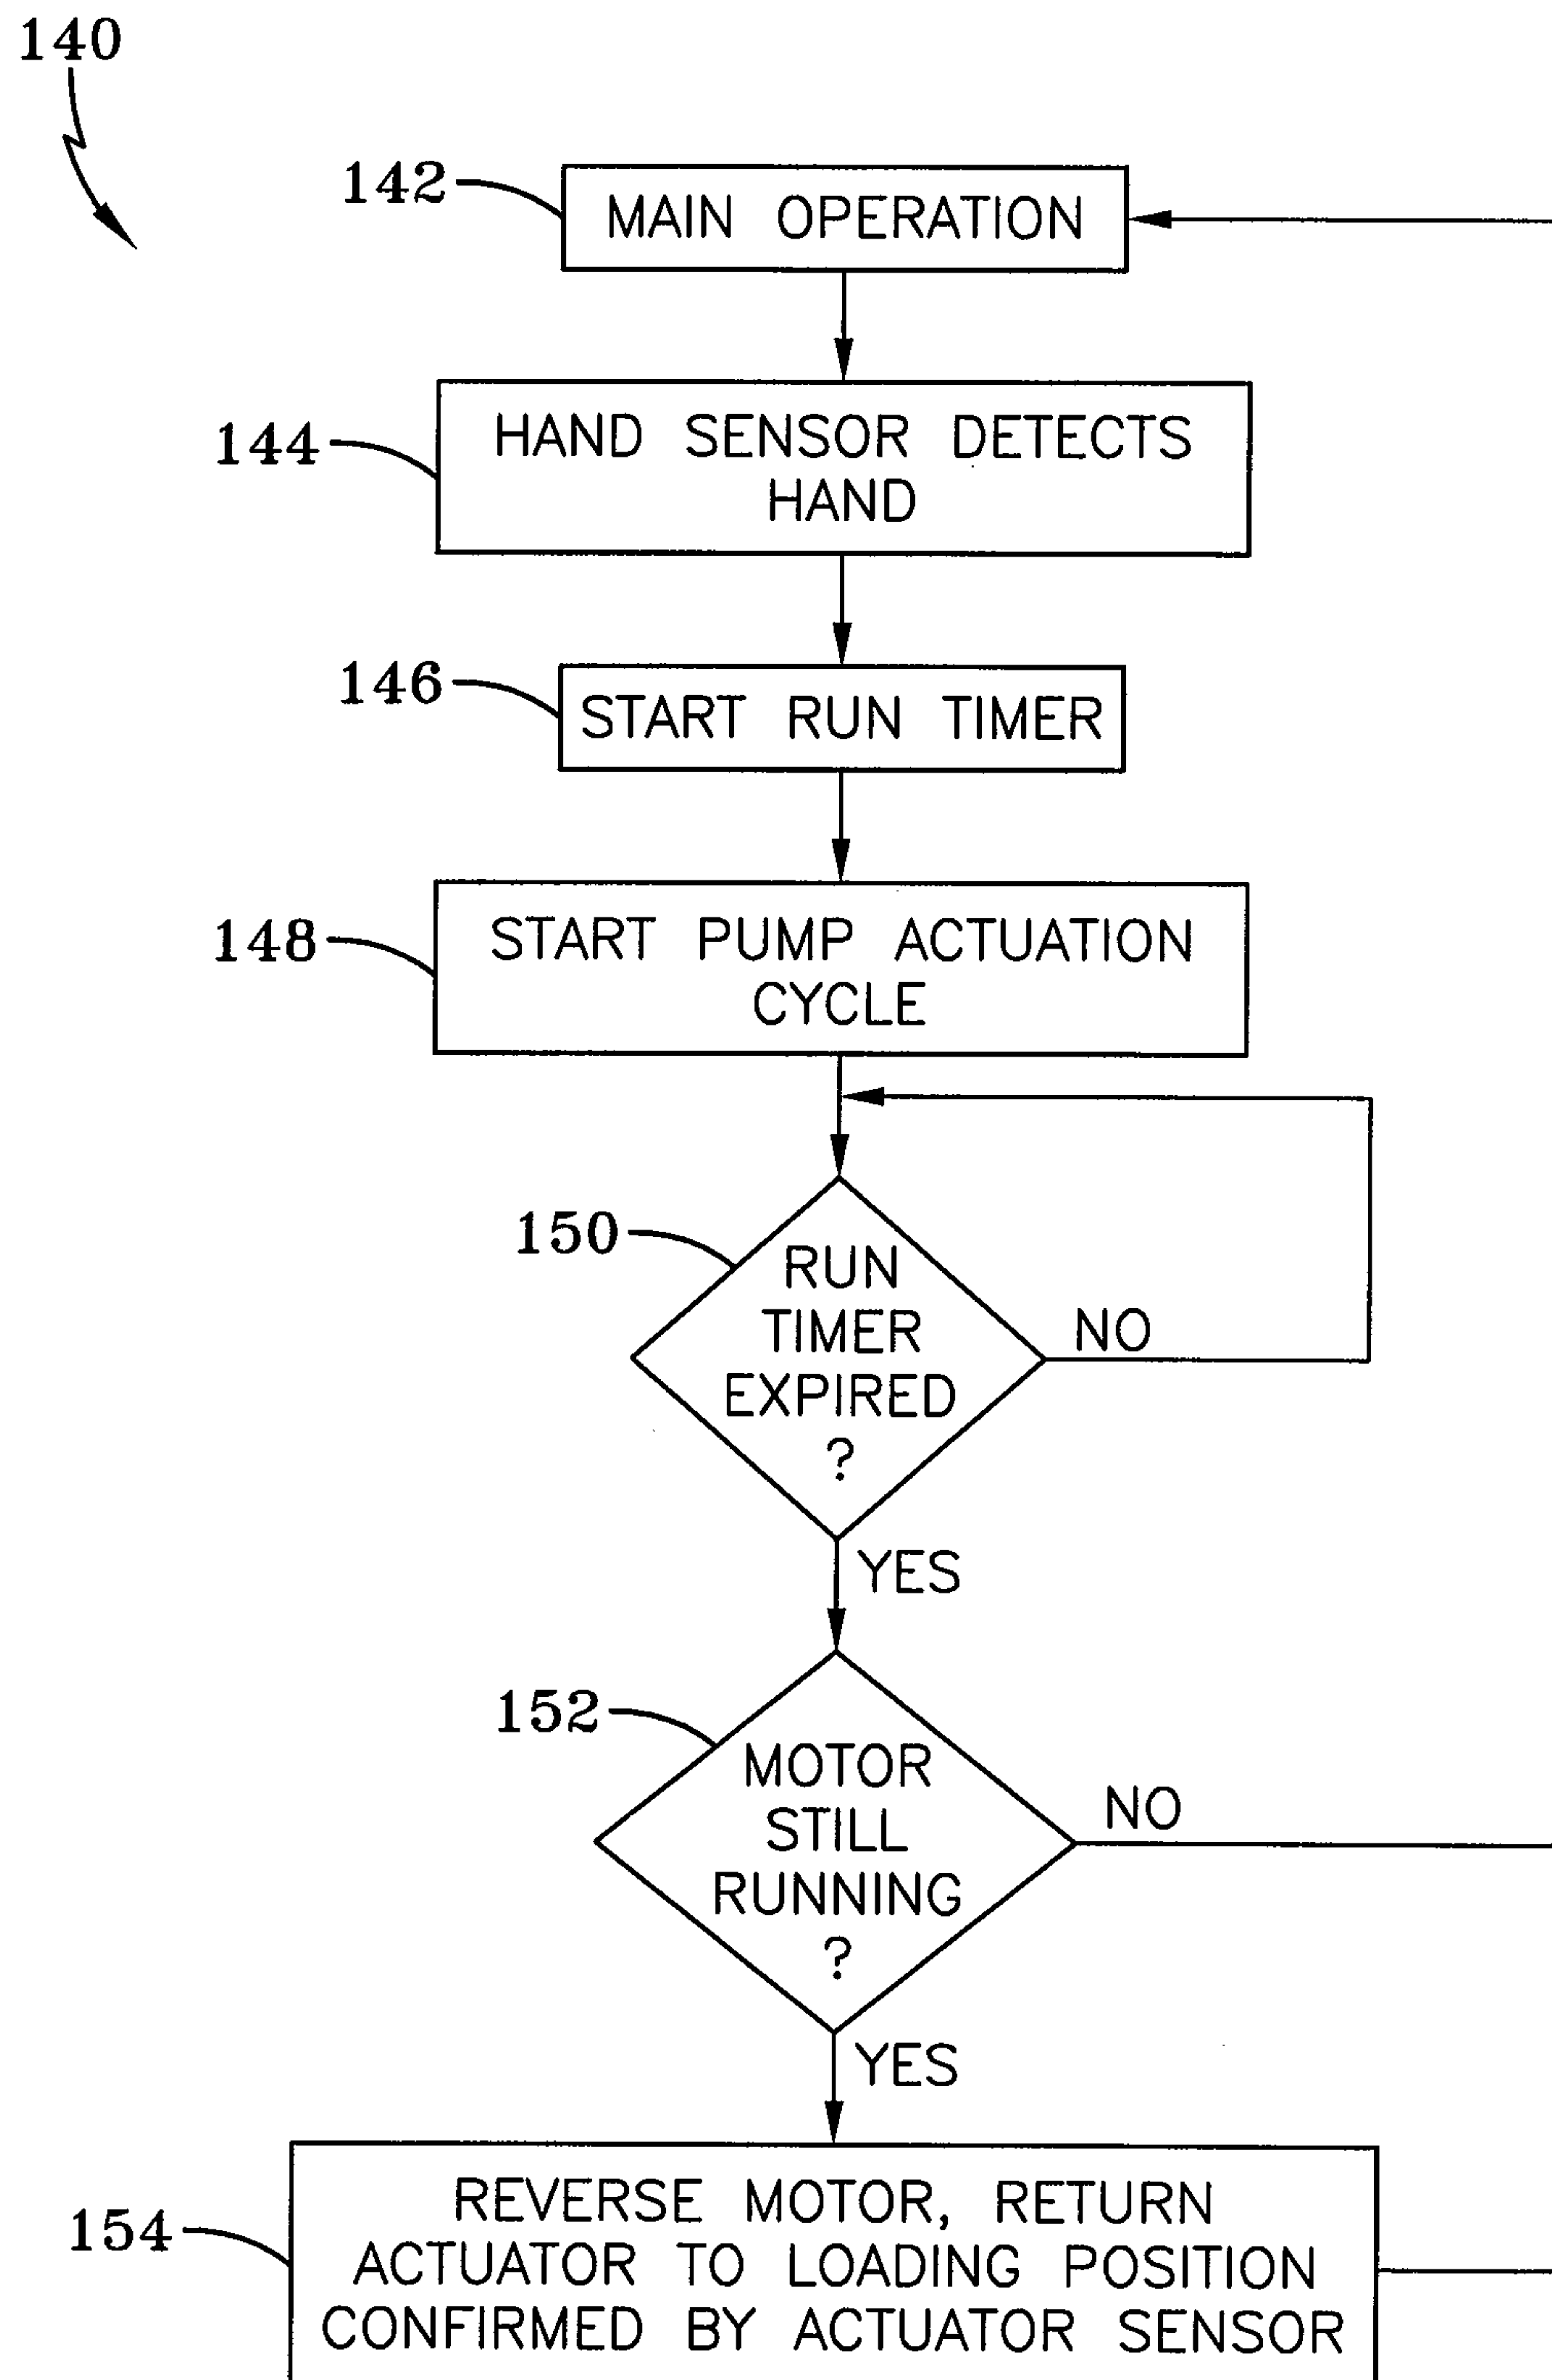 140
142
MAIN OPERATION
144
HAND SENSOR DETECTS
HAND
146
START RUN TIMER
148
START PUMP ACTUATION
CYCLE
150
RUN
TIMER
EXPIRED
?
NO
YES
152
MOTOR
STILL
RUNNING
?
NO
YES
154
REVERSE MOTOR, RETURN
ACTUATOR TO LOADING POSITION
CONFIRMED BY ACTUATOR SENSOR